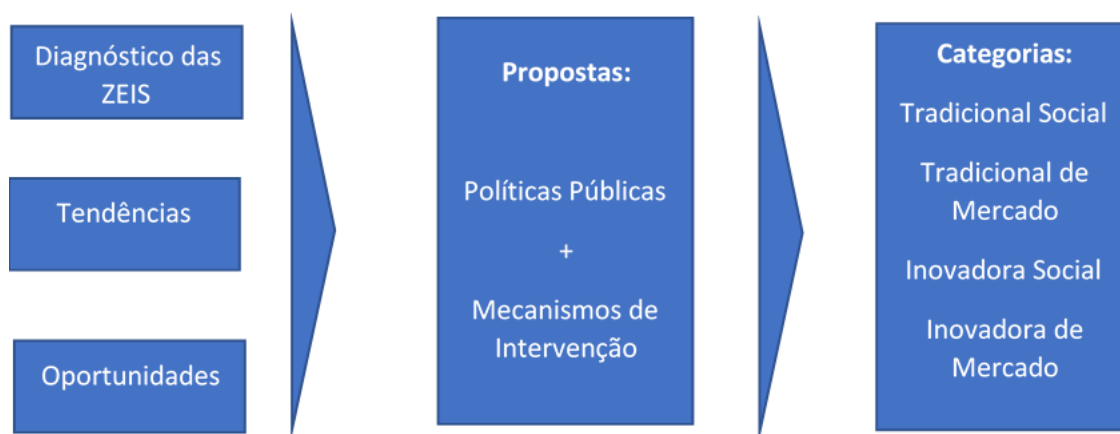 Diagnóstico das
ZEIS
Tendências
Oportunidades
Propostas:
Políticas Públicas
+
Mecanismos de
Intervenção
Categorias:
Tradicional Social
Tradicional de
Mercado
Inovadora Social
Inovadora de
Mercado